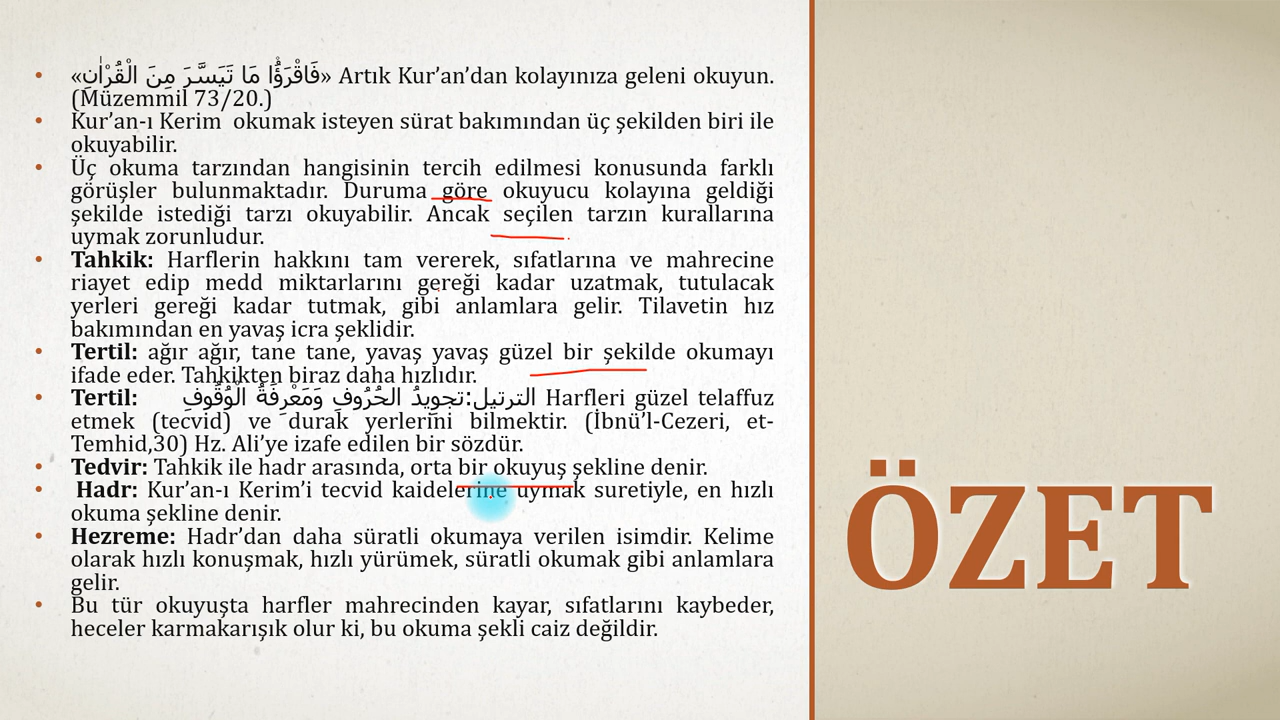 • «فَاقْرَؤُ۫ا مَا تَيَسَّرَ مِنَ الْقُرْاٰنِ» Artık Kur’an’dan kolayınıza geleni okuyun.
(Müzemmil 73/20.)
• Kur’an-ı Kerim okumak isteyen sürat bakımından üç şekilden biri ile
okuyabilir.
• Üç okuma tarzından hangisinin tercih edilmesi konusunda farklı
görüşler bulunmaktadır. Duruma göre okuyucu kolayına geldiği
şekilde istediği tarzı okuyabilir. Ancak seçilen tarzın kurallarına
uymak zorunludur.
• Tahkik: Harflerin hakkını tam vererek, sıfatlarına ve mahrecine
riayet edip medd miktarlarını gereği kadar uzatmak, tutulacak
yerleri gereği kadar tutmak, gibi anlamlara gelir. Tilavetin hız
bakımından en yavaş icra şeklidir.
• Tertil: ağır ağır, tane tane, yavaş yavaş güzel bir şekilde okumayı
ifade eder. Tahkikten biraz daha hızlıdır.
• Tertil: الترتيل:تجوِيدُ الحُرُوفِ وَمَعْرِفَةُ الْوُقُوفِ Harfleri güzel telaffuz
etmek (tecvid) ve durak yerlerini bilmektir. (İbnü’l-Cezeri, et-
Temhid,30) Hz. Ali’ye izafe edilen bir sözdür.
• Tedvir: Tahkik ile hadr arasında, orta bir okuyuş şekline denir.
• Hadr: Kur’an-ı Kerim’i tecvid kaidelerine uymak suretiyle, en hızlı
okuma şekline denir.
• Hezreme: Hadr’dan daha süratli okumaya verilen isimdir. Kelime
olarak hızlı konuşmak, hızlı yürümek, süratli okumak gibi anlamlara
gelir.
• Bu tür okuyuşta harfler mahrecinden kayar, sıfatlarını kaybeder,
heceler karmakarışık olur ki, bu okuma şekli caiz değildir.
ÖZET